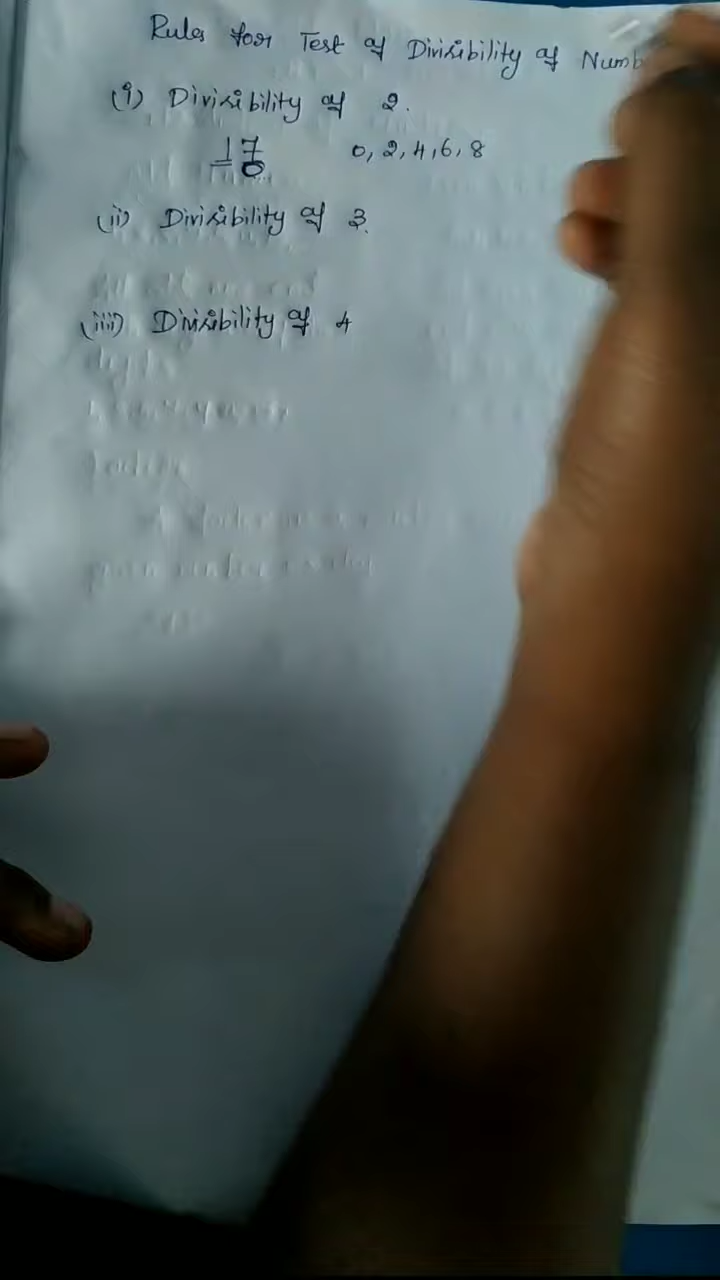 Rules for Test of Divisibility of Numb
(i) Divisibility of 2.
0, 2, 4, 6, 8
(ii) Divisibility of 3.
(iii) Divisibility of 4